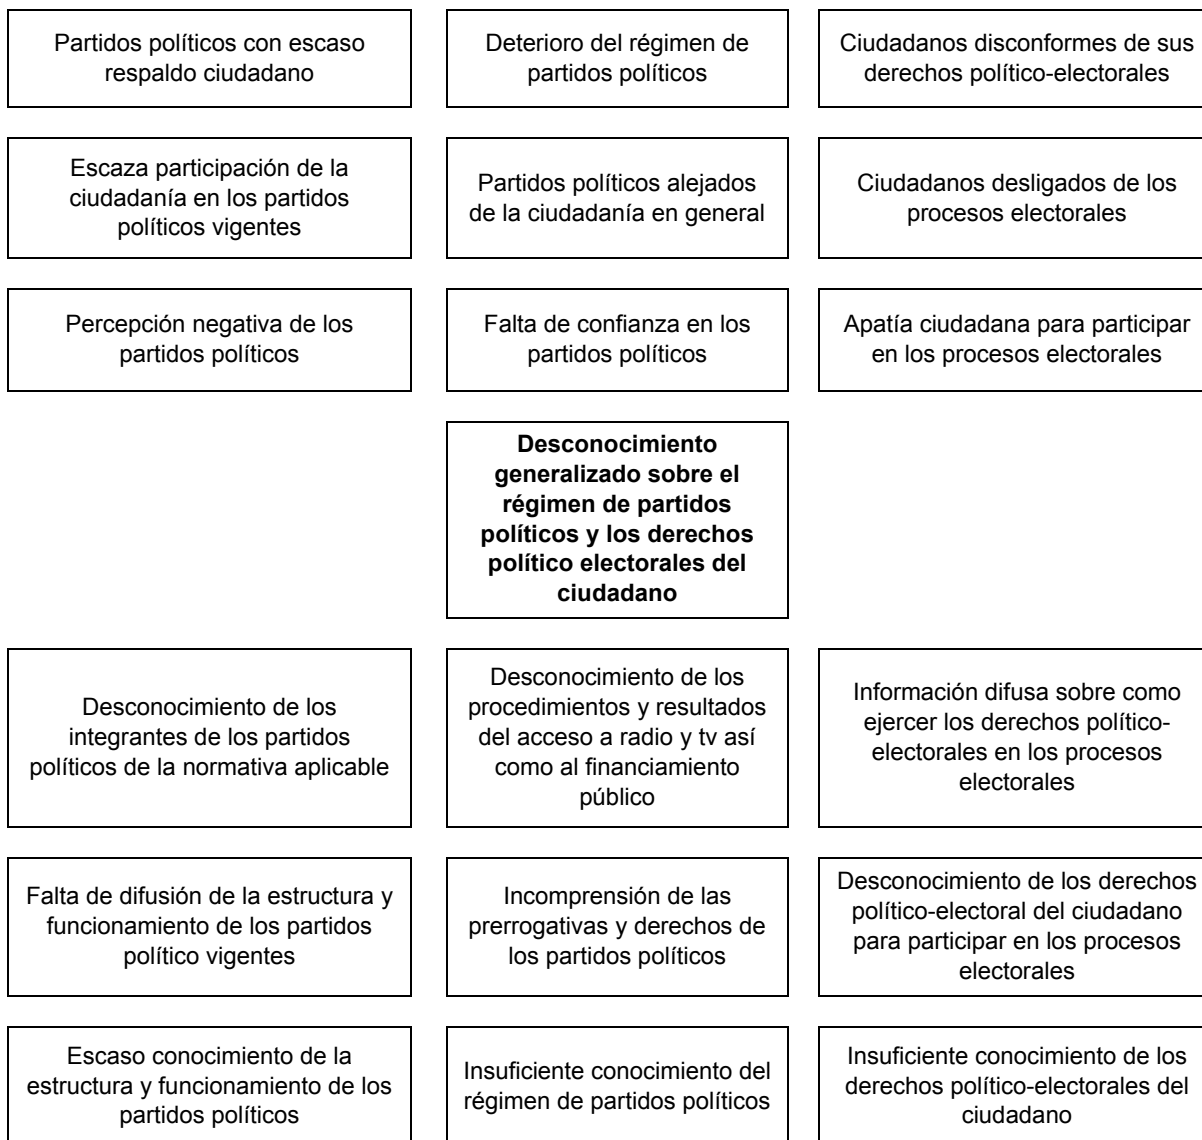 Partidos políticos con escaso
respaldo ciudadano
Deterioro del régimen de
partidos políticos
Ciudadanos disconformes de sus
derechos político-electorales
Escaza participación de la
ciudadanía en los partidos
políticos vigentes
Partidos políticos alejados
de la ciudadanía en general
Ciudadanos desligados de los
procesos electorales
Percepción negativa de los
partidos políticos
Falta de confianza en los
partidos políticos
Apatía ciudadana para participar
en los procesos electorales
Desconocimiento
generalizado sobre el
régimen de partidos
políticos y los derechos
político electorales del
ciudadano
Desconocimiento de los
integrantes de los partidos
políticos de la normativa aplicable
Desconocimiento de los
procedimientos y resultados
del acceso a radio y tv así
como al financiamiento
público
Información difusa sobre como
ejercer los derechos político-
electorales en los procesos
electorales
Falta de difusión de la estructura y
funcionamiento de los partidos
político vigentes
Incomprensión de las
prerrogativas y derechos de
los partidos políticos
Desconocimiento de los derechos
político-electoral del ciudadano
para participar en los procesos
electorales
Escaso conocimiento de la
estructura y funcionamiento de los
partidos políticos
Insuficiente conocimiento del
régimen de partidos políticos
Insuficiente conocimiento de los
derechos político-electorales del
ciudadano